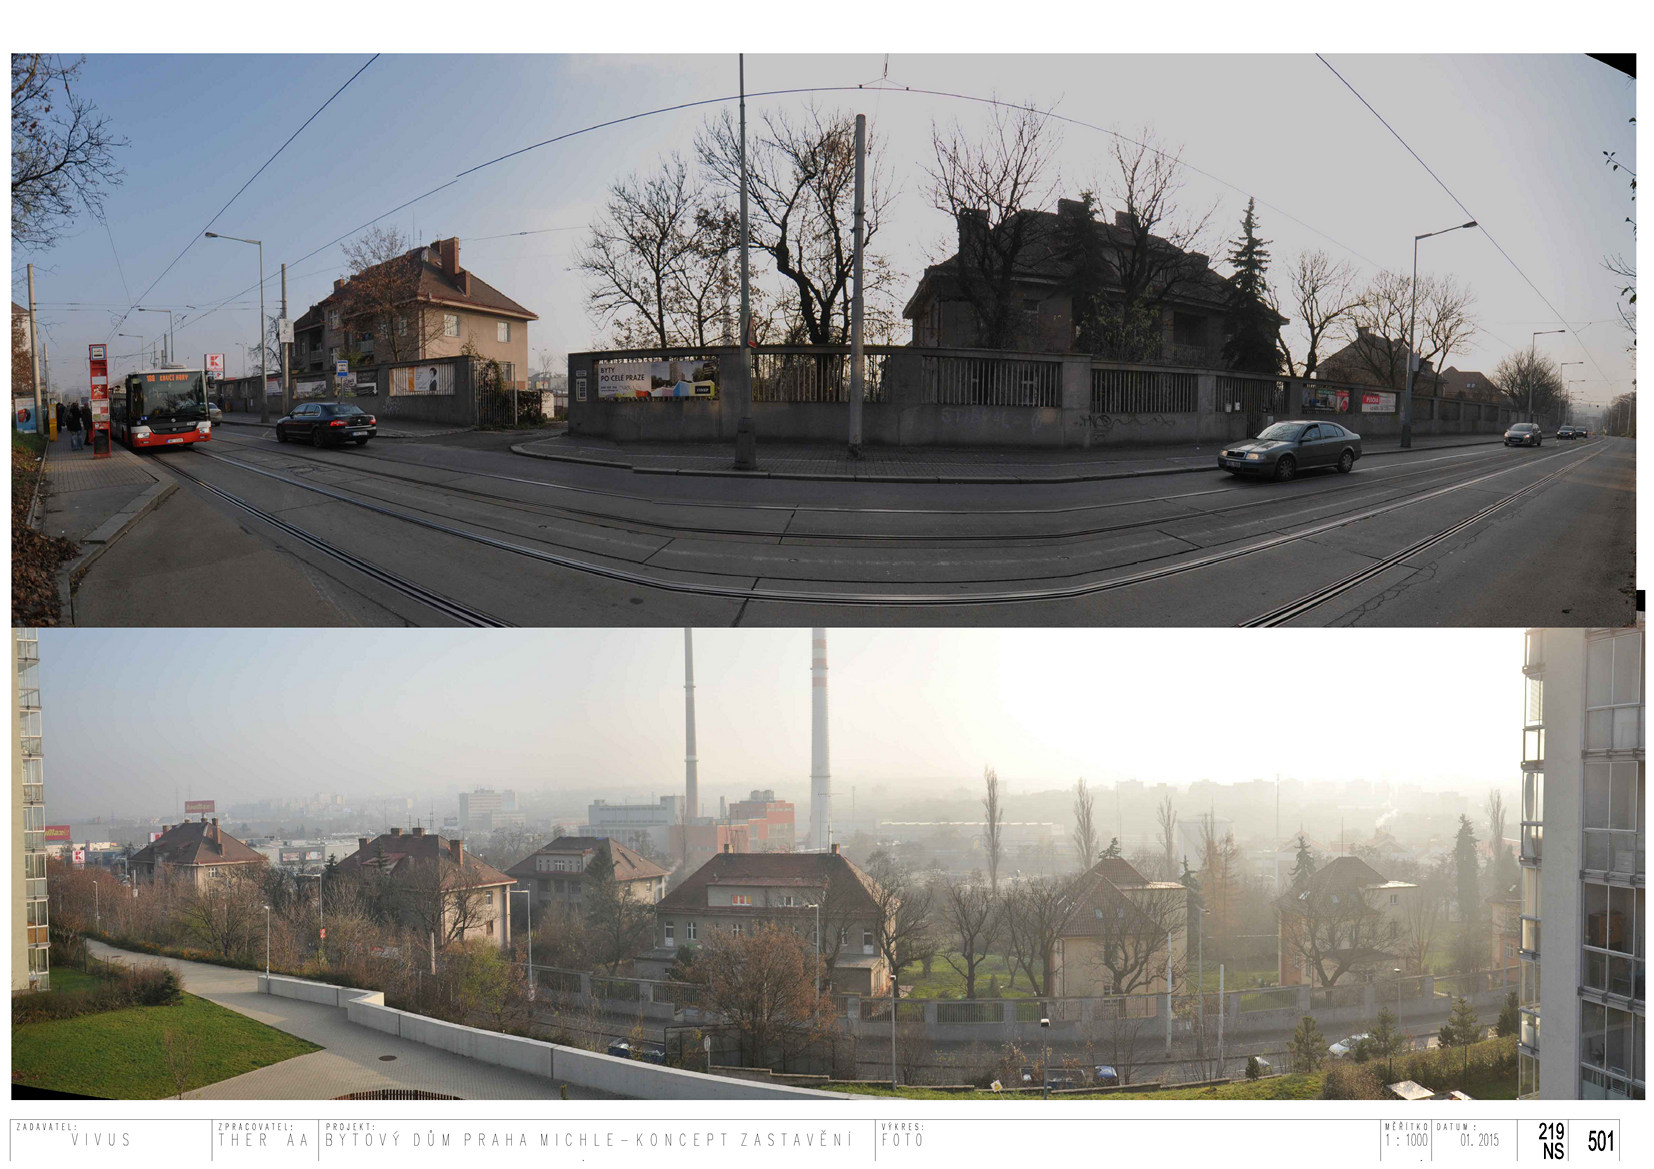 BYTY
PO CELÉ PRAZE
K
ZADAVATEL:
VIVUS
ZPRACOVATEL:
THER AA
PROJEKT:
BYTOVÝ DŮM PRAHA MICHLE-KONCEPT ZASTAVĚNÍ
VÝKRES:
FOTO
MĚŘÍTKO
1 : 1000
DATUM :
01. 2015
219
NS
501